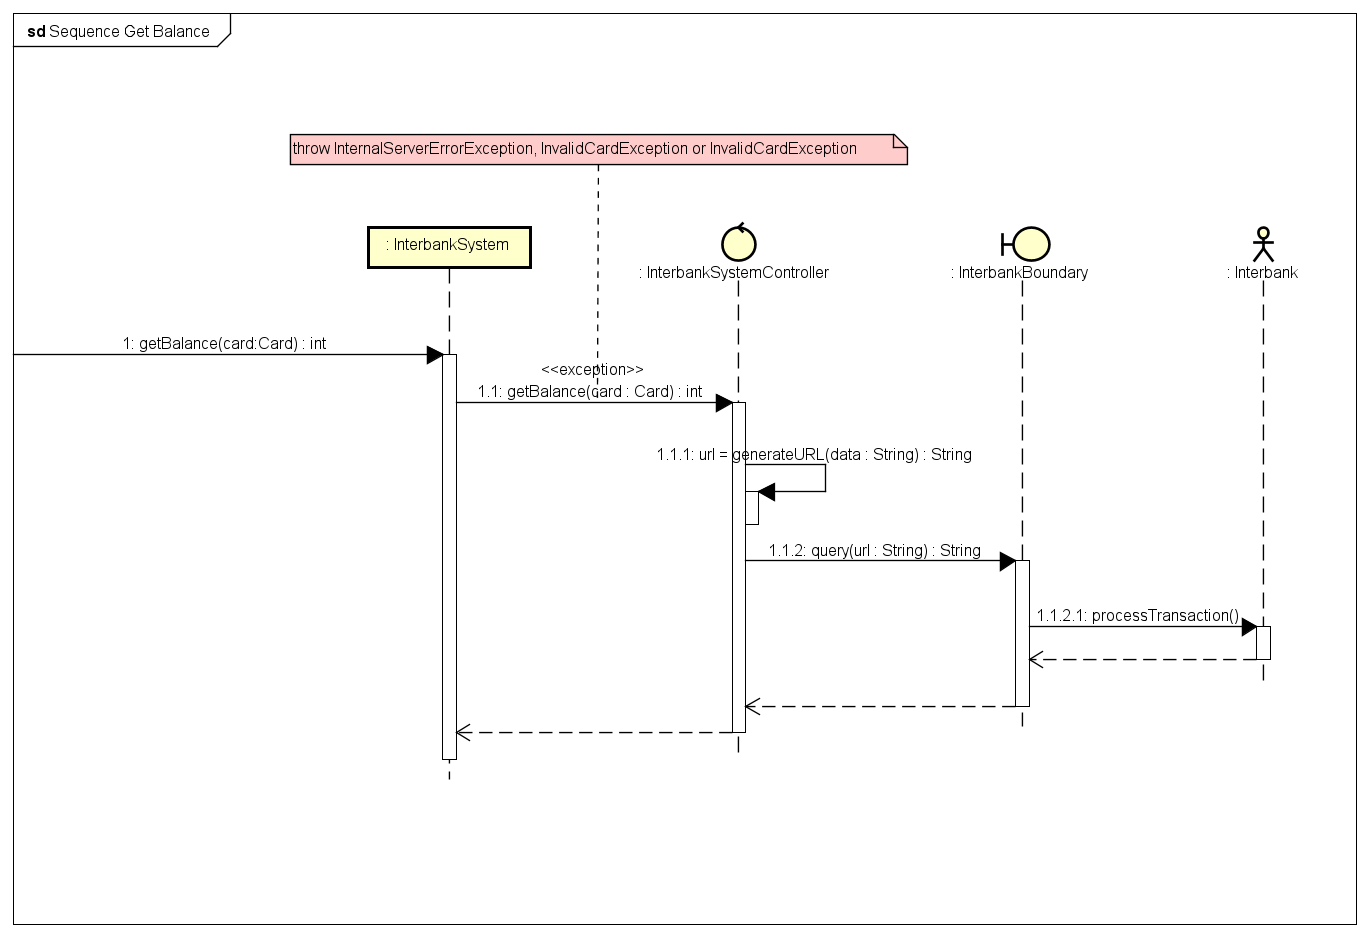 sd Sequence Get Balance
throw InternalServerErrorException, InvalidCardException or InvalidCardException
: InterbankSystem
: InterbankSystemController
: InterbankBoundary
: Interbank
1: getBalance(card:Card) : int
<<exception>>
1.1: getBalance(card : Card) : int
1.1.1: url = generateURL(data : String) : String
1.1.2: query(url : String) : String
1.1.2.1: processTransaction()